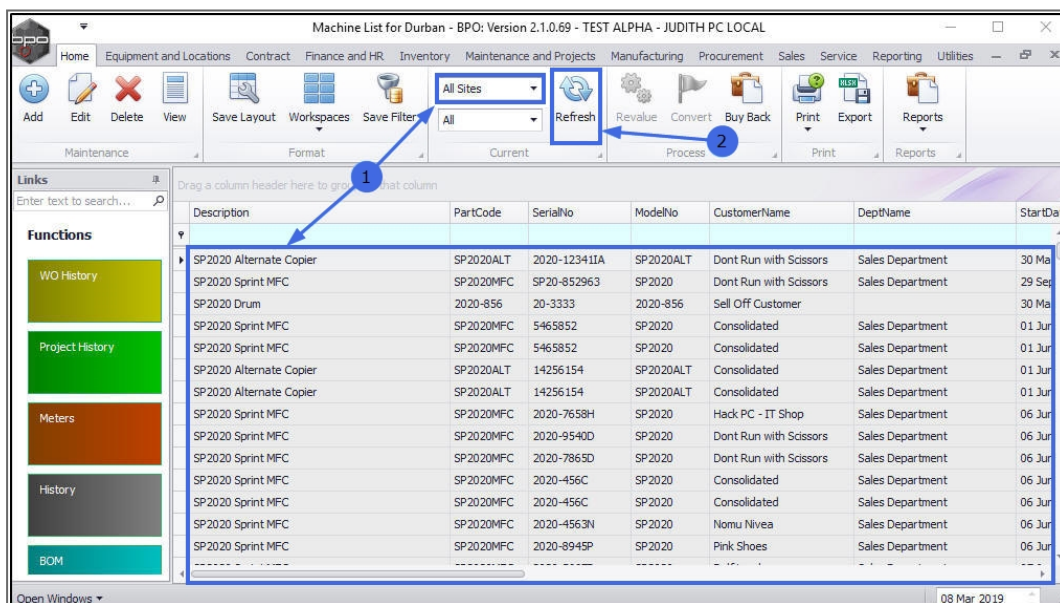 Machine List for Durban - BPO: Version 2.1.0.69 - TEST ALPHA - JUDITH PC LOCAL
bpo
Home Equipment and Locations Contract Finance and HR Inventory Maintenance and Projects Manufacturing Procurement Sales Service Reporting Utilities
All Sites
Add Edit Delete View Save Layout Workspaces Save Filter All Refresh Revalue Convert Buy Back Print Export Reports
Maintenance Format Current Process Print Reports
1
2
Links
Enter text to search...
Drag a column header here to group that column
Description PartCode SerialNo ModelNo CustomerName DeptName StartDa
Functions
WO History
Project History
Meters
History
BOM
SP2020 Alternate Copier SP2020ALT 2020-12341IA SP2020ALT Dont Run with Scissors Sales Department 30 Ma
SP2020 Sprint MFC SP2020MFC SP20-852963 SP2020 Dont Run with Scissors Sales Department 29 Sep
SP2020 Drum 2020-856 20-3333 2020-856 Sell Off Customer 30 Ma
SP2020 Sprint MFC SP2020MFC 5465852 SP2020 Consolidated Sales Department 01 Jun
SP2020 Sprint MFC SP2020MFC 5465852 SP2020 Consolidated Sales Department 01 Jun
SP2020 Alternate Copier SP2020ALT 14256154 SP2020ALT Consolidated Sales Department 01 Jun
SP2020 Alternate Copier SP2020ALT 14256154 SP2020ALT Consolidated Sales Department 01 Jun
SP2020 Sprint MFC SP2020MFC 2020-7658H SP2020 Hack PC - IT Shop Sales Department 06 Jun
SP2020 Sprint MFC SP2020MFC 2020-9540D SP2020 Dont Run with Scissors Sales Department 06 Jun
SP2020 Sprint MFC SP2020MFC 2020-7865D SP2020 Dont Run with Scissors Sales Department 06 Jun
SP2020 Sprint MFC SP2020MFC 2020-456C SP2020 Consolidated Sales Department 06 Jun
SP2020 Sprint MFC SP2020MFC 2020-456C SP2020 Consolidated Sales Department 06 Jun
SP2020 Sprint MFC SP2020MFC 2020-4563N SP2020 Nomu Nivea Sales Department 06 Jun
SP2020 Sprint MFC SP2020MFC 2020-8945P SP2020 Pink Shoes Sales Department 06 Jun
Open Windows 08 Mar 2019